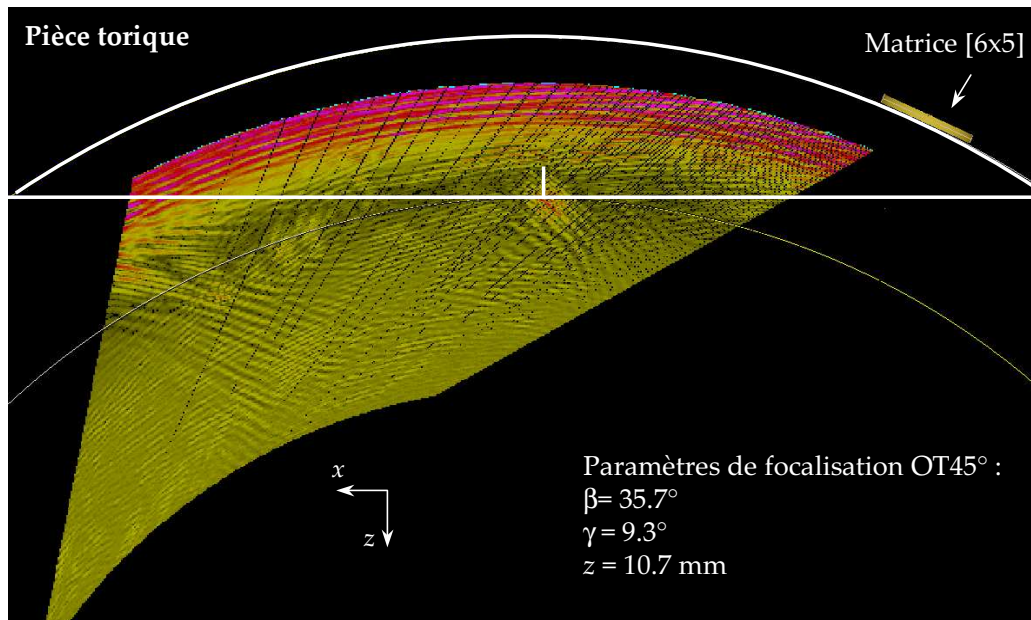 Pièce torique
Matrice [6x5]
x
z
Paramètres de focalisation OT45° :
β= 35.7°
γ = 9.3°
z = 10.7 mm